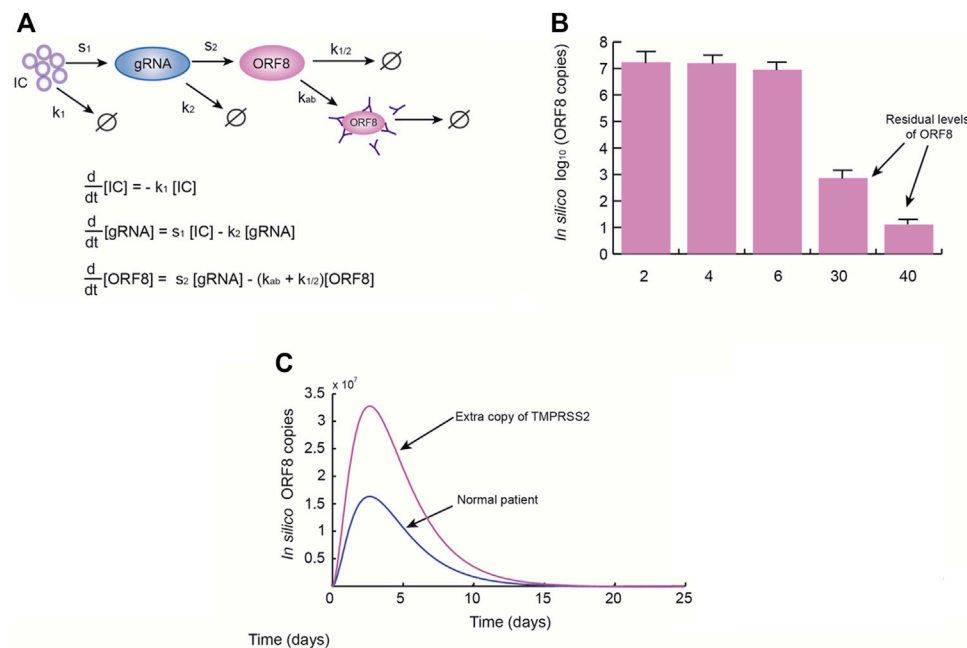 A
IC
s1
gRNA
s2
ORF8
k1/2
∅
k1
∅
k2
∅
kab
ORF8
∅
d/dt[IC] = - k1 [IC]
d/dt[gRNA] = s1 [IC] - k2 [gRNA]
d/dt[ORF8] = s2 [gRNA] - (kab + k1/2)[ORF8]
B
In silico log10 (ORF8 copies)
8
7
6
5
4
3
2
1
0
Residual levels
of ORF8
2 4 6 30 40
C
x 10^7
In silico ORF8 copies
3.5
3
2.5
2
1.5
1
0.5
Extra copy of TMPRSS2
Normal patient
0 5 10 15 20 25
Time (days)
Time (days)